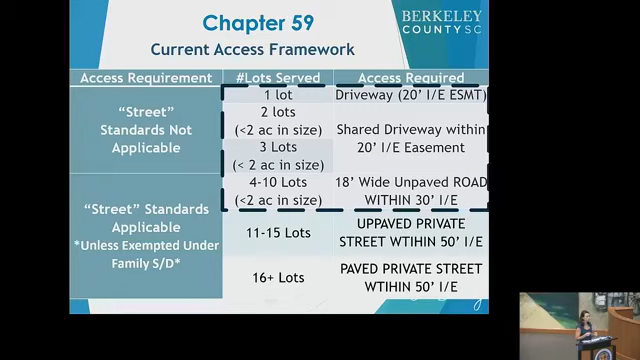 Chapter 59
Current Access Framework
BERKELEY
COUNTY SC
Access Requirement #Lots Served Access Required
"Street"
Standards Not
Applicable
1 lot
Driveway (20' I/E ESMT)
2 lots
(<2 ac in size)
Shared Driveway within
20' I/E Easement
3 Lots
(< 2 ac in size)
"Street" Standards
Applicable
*Unless Exempted Under
Family S/D*
4-10 Lots
(<2 ac in size)
18' Wide Unpaved ROAD
WITHIN 30' I/E
11-15 Lots
UPPAVED PRIVATE
STREET WTIHIN 50' I/E
16+ Lots
PAVED PRIVATE STREET
WTIHIN 50' I/E